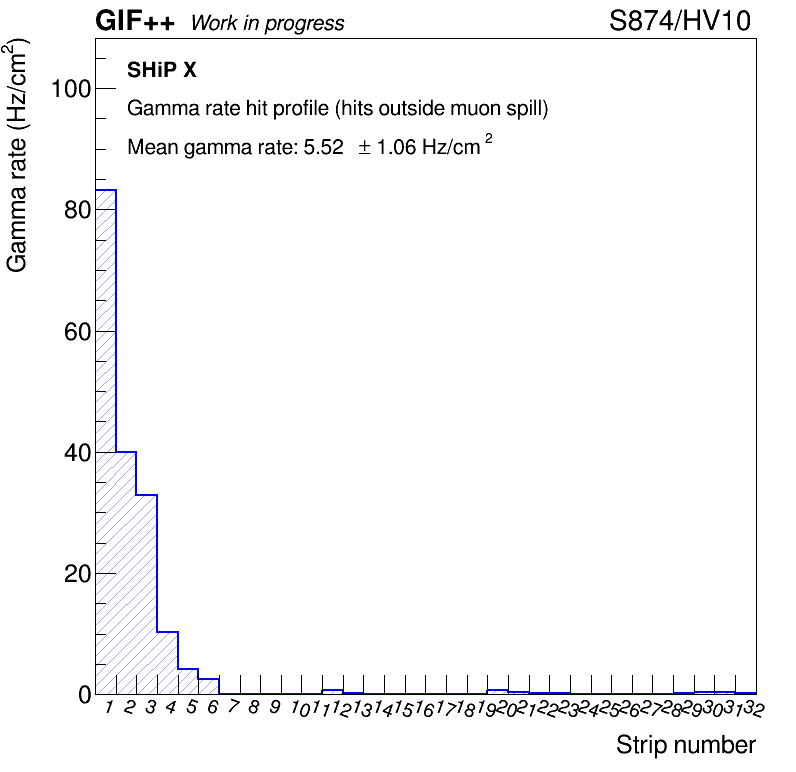 GIF++ Work in progress S874/HV10
Gamma rate (Hz/cm2)
SHiP X
Gamma rate hit profile (hits outside muon spill)
Mean gamma rate: 5.52 ± 1.06 Hz/cm 2
100
80
60
40
20
0
1 2 3 4 5 6 7 8 9 10 11 12 13 14 15 16 17 18 19 20 21 22 23 24 25 26 27 28 29 30 31 32
Strip number